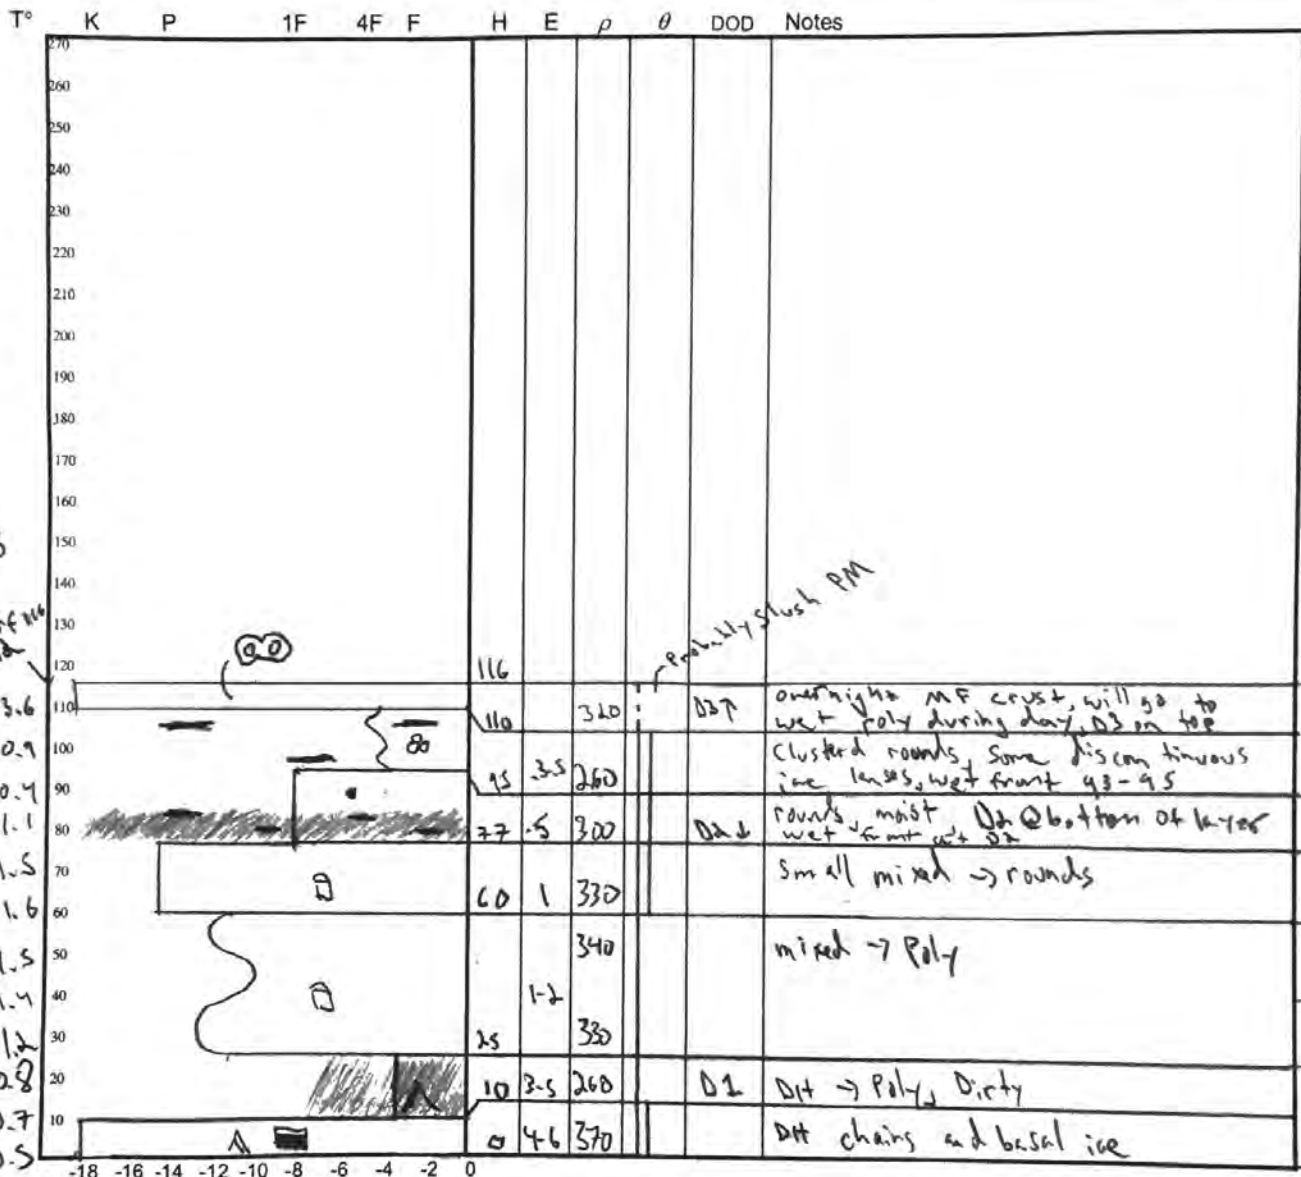 T° K P 1F 4F F H E ρ θ DOD Notes
270
260
250
240
230
220
210
200
190
180
170
160
150
140
130
120
110
100
90
80
70
60
50
40
30
20
10
-18 -16 -14 -12 -10 -8 -6 -4 -2 0
Probably Slush PM
116
3.6 110 320 D3↑ overnight MF crust, will go to
wet poly during day, D3 on top
0.9 95 .3-.5 260 Clusterd rounds, Some discontinuous
ice lenses, wet front 93-95
0.4
1.1 77 .5 300 D2↓ rounds, moist D2 @ bottom of layer
wet front at D2
1.5 60 1 330 Small mixed → rounds
1.6
1.5 340 mixed → Poly
1.4 1-2
1.2 25 330
0.8 10 3-5 260 D1 DH → Poly, Dirty
0.7 0 4-6 370 DH chains and basal ice
0.5